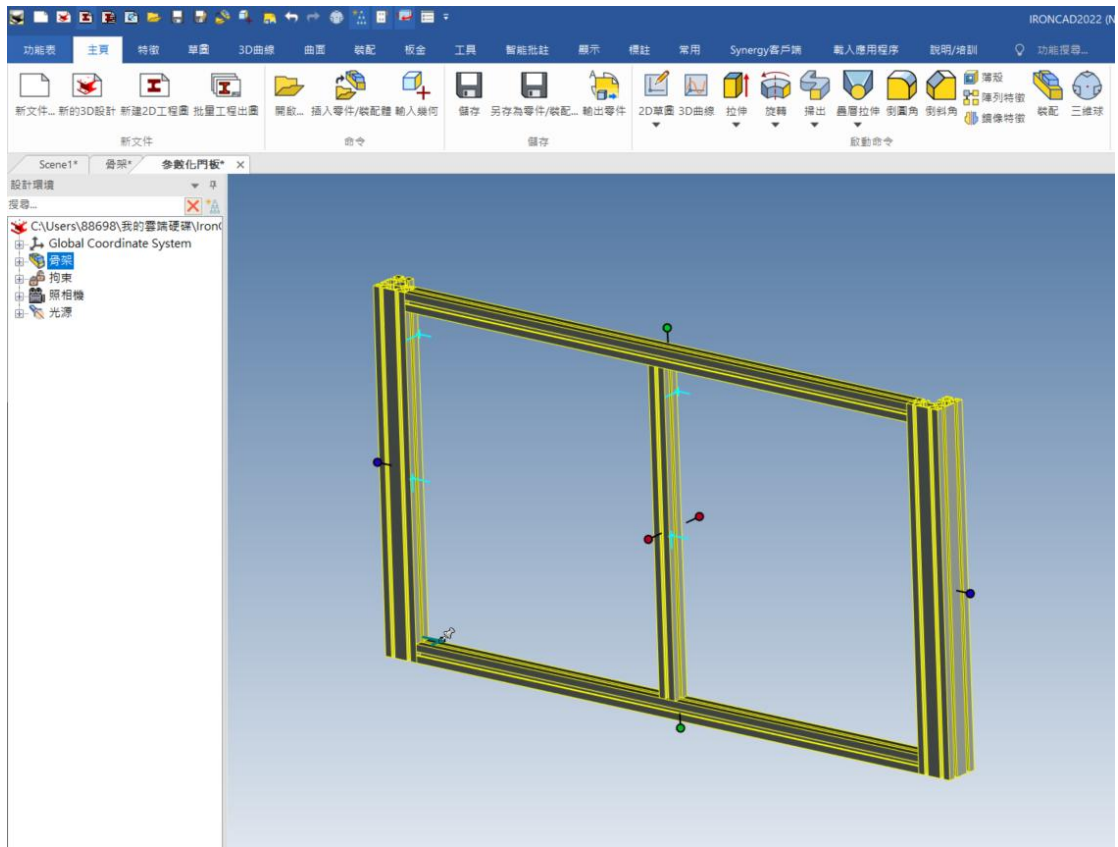 IRONCAD2022 (N
功能表 主頁 特徵 草圖 3D曲線 曲面 裝配 板金 工具 智能批註 顯示 標註 常用 Synergy客戶端 載入應用程序 說明/培訓 功能搜尋...
新文件... 新的3D設計 新建2D工程圖 批量工程出圖 開啟... 插入零件/裝配體 輸入幾何 儲存 另存為零件/裝配... 輸出零件 2D草圖 3D曲線 拉伸 旋轉 掃出 疊層拉伸 倒圓角 倒斜角 薄殼 陣列特徵 鏡像特徵 裝配 三維球
新文件 命令 儲存 啟動命令
Scene1* 骨架* 參數化門板*
設計環境
搜尋...
C:\Users\88698\我的雲端硬碟\IronC
Global Coordinate System
骨架
拘束
照相機
光源